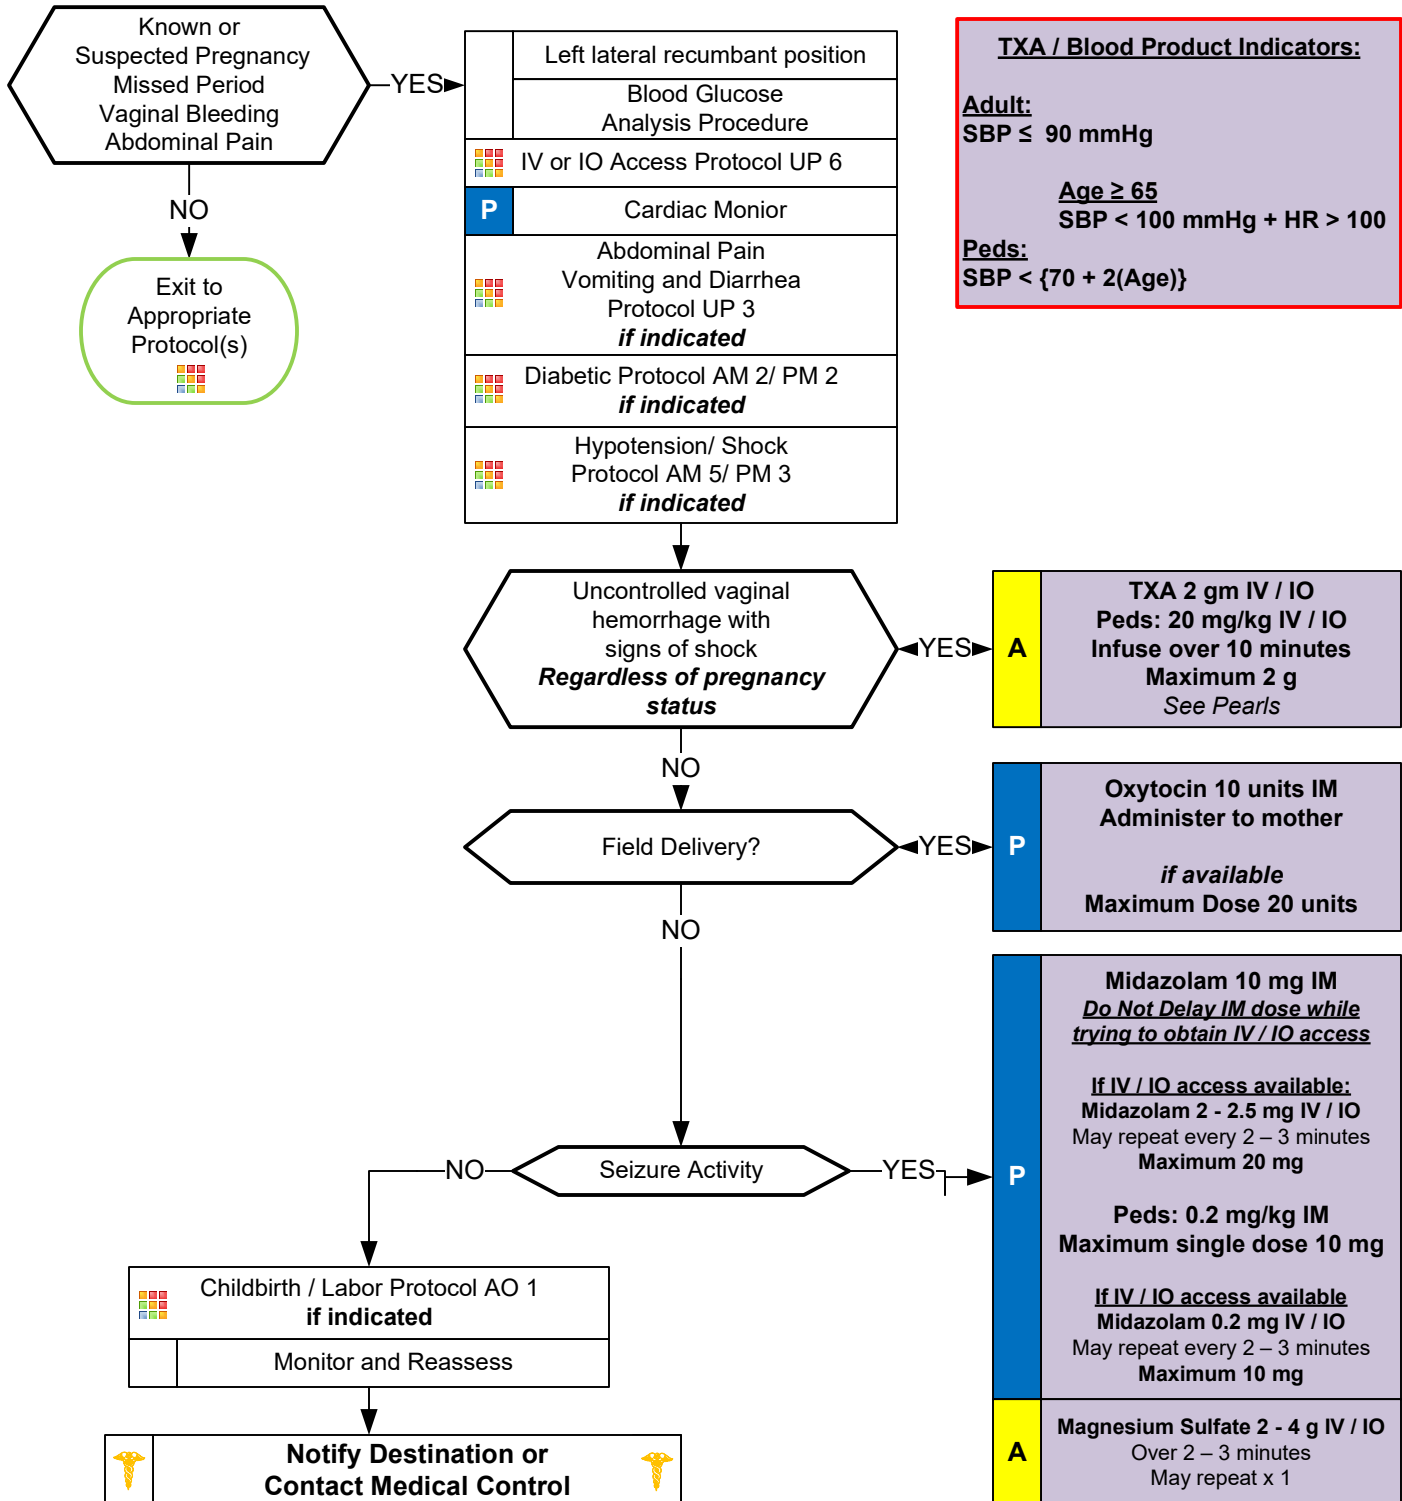 Known or
Suspected Pregnancy
Missed Period
Vaginal Bleeding
Abdominal Pain
YES
NO
Exit to
Appropriate
Protocol(s)
Left lateral recumbant position
Blood Glucose
Analysis Procedure
IV or IO Access Protocol UP 6
P
Cardiac Monior
Abdominal Pain
Vomiting and Diarrhea
Protocol UP 3
if indicated
Diabetic Protocol AM 2/ PM 2
if indicated
Hypotension/ Shock
Protocol AM 5/ PM 3
if indicated
TXA / Blood Product Indicators:
Adult:
SBP ≤ 90 mmHg
Age ≥ 65
SBP < 100 mmHg + HR > 100
Peds:
SBP < {70 + 2(Age)}
Uncontrolled vaginal
hemorrhage with
signs of shock
Regardless of pregnancy
status
YES
A
TXA 2 gm IV / IO
Peds: 20 mg/kg IV / IO
Infuse over 10 minutes
Maximum 2 g
See Pearls
NO
Field Delivery?
YES
P
Oxytocin 10 units IM
Administer to mother
if available
Maximum Dose 20 units
NO
Seizure Activity
YES
P
Midazolam 10 mg IM
Do Not Delay IM dose while
trying to obtain IV / IO access
If IV / IO access available:
Midazolam 2 - 2.5 mg IV / IO
May repeat every 2 – 3 minutes
Maximum 20 mg
Peds: 0.2 mg/kg IM
Maximum single dose 10 mg
If IV / IO access available
Midazolam 0.2 mg IV / IO
May repeat every 2 – 3 minutes
Maximum 10 mg
A
Magnesium Sulfate 2 - 4 g IV / IO
Over 2 – 3 minutes
May repeat x 1
NO
Childbirth / Labor Protocol AO 1
if indicated
Monitor and Reassess
Notify Destination or
Contact Medical Control